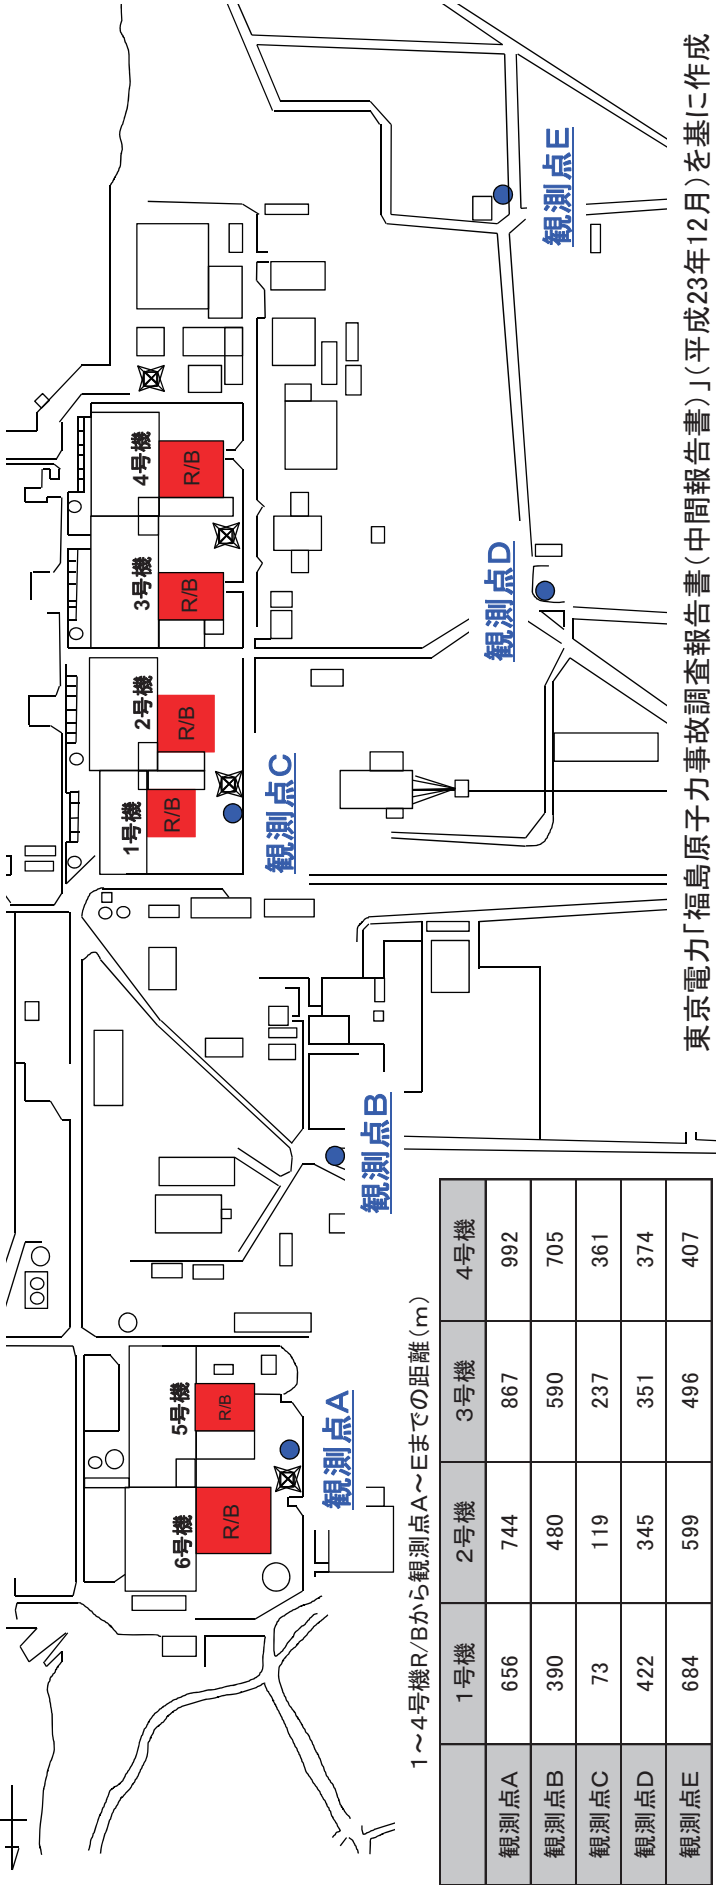 6号機
R/B
5号機
R/B
1号機
R/B
2号機
R/B
3号機
R/B
4号機
R/B
観測点A
観測点B
観測点C
観測点D
観測点E
1～4号機R/Bから観測点A～Eまでの距離(m)
1号機 2号機 3号機 4号機
観測点A 656 744 867 992
観測点B 390 480 590 705
観測点C 73 119 237 361
観測点D 422 345 351 374
観測点E 684 599 496 407
東京電力「福島原子力事故調査報告書(中間報告書)」(平成23年12月)を基に作成